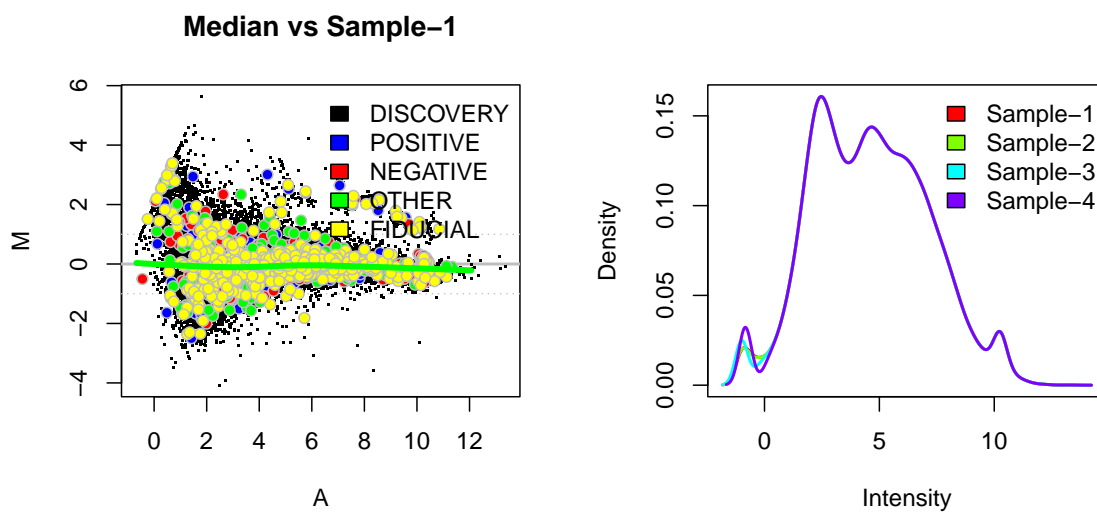 Median vs Sample−1
6
4
2
0
−2
−4
M
0 2 4 6 8 10 12
A
DISCOVERY
POSITIVE
NEGATIVE
OTHER
FIDUCIAL
0.15
0.10
0.05
0.00
Density
0 5 10
Intensity
Sample−1
Sample−2
Sample−3
Sample−4